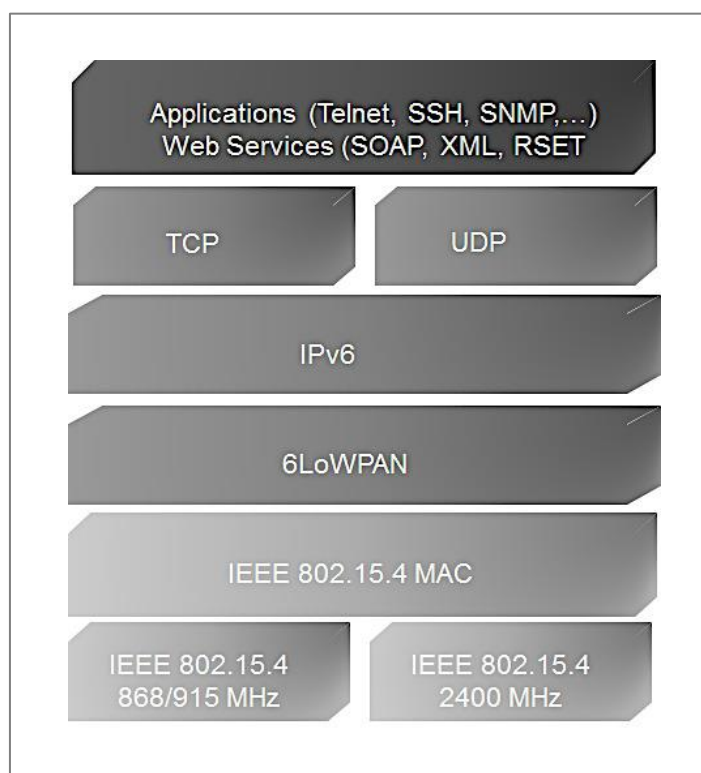 Applications (Telnet, SSH, SNMP,...)
Web Services (SOAP, XML, RSET
TCP
UDP
IPv6
6LoWPAN
IEEE 802.15.4 MAC
IEEE 802.15.4
868/915 MHz
IEEE 802.15.4
2400 MHz